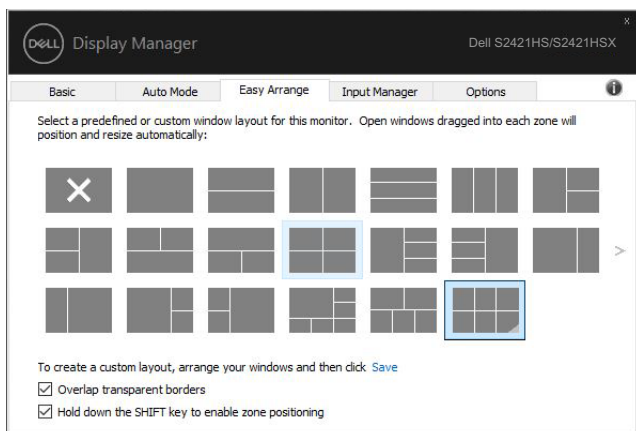 x
DELL Display Manager Dell S2421HS/S2421HSX
Basic Auto Mode Easy Arrange Input Manager Options i
Select a predefined or custom window layout for this monitor. Open windows dragged into each zone will
position and resize automatically:
>
To create a custom layout, arrange your windows and then click Save
Overlap transparent borders
Hold down the SHIFT key to enable zone positioning